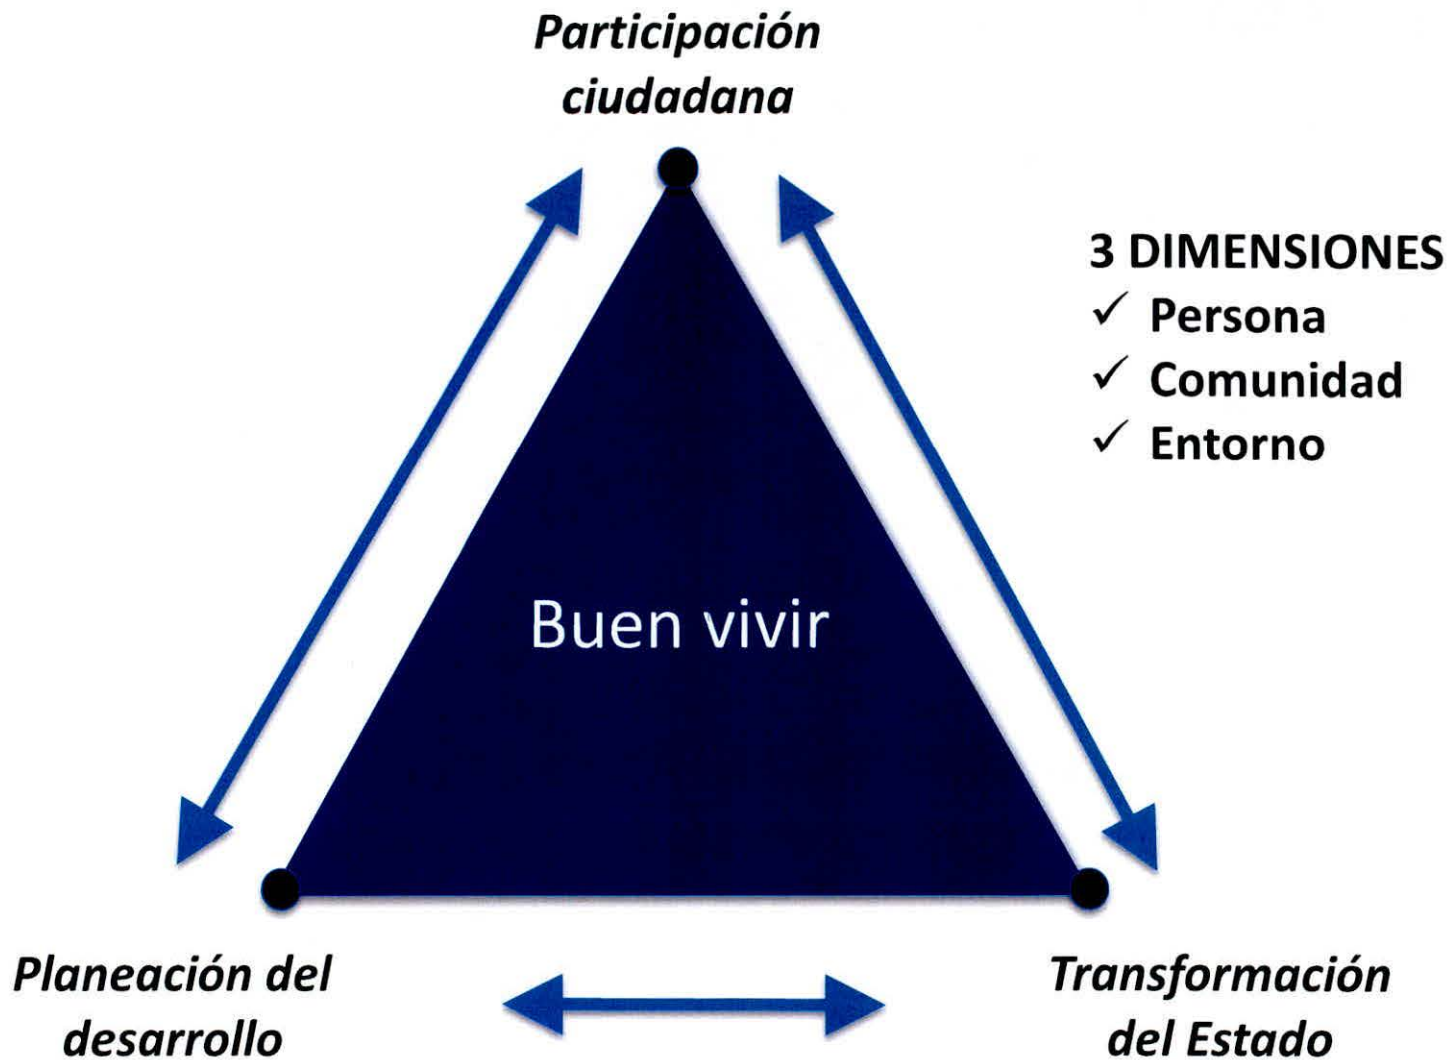 Participación
ciudadana
3 DIMENSIONES
✓ Persona
✓ Comunidad
✓ Entorno
Buen vivir
Planeación del
desarrollo
Transformación
del Estado